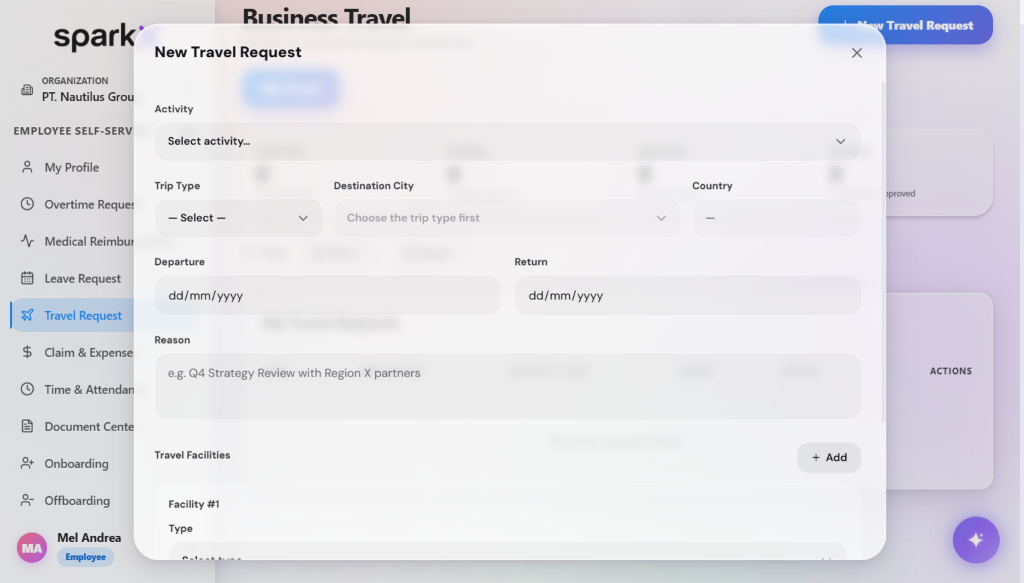 Business Travel
New Travel Request
spark
New Travel Request
ORGANIZATION
PT. Nautilus Grou
EMPLOYEE SELF-SERV
My Profile
Overtime Reques
Medical Reimbur
Leave Request
Travel Request
Claim & Expense
Time & Attendan
Document Cente
Onboarding
Offboarding
MA
Mel Andrea
Employee
Activity
Select activity...
Trip Type
Destination City
Country
— Select —
Choose the trip type first
—
Departure
Return
dd/mm/yyyy
dd/mm/yyyy
Reason
e.g. Q4 Strategy Review with Region X partners
Travel Facilities
+ Add
Facility #1
Type
Select type
pproved
ACTIONS